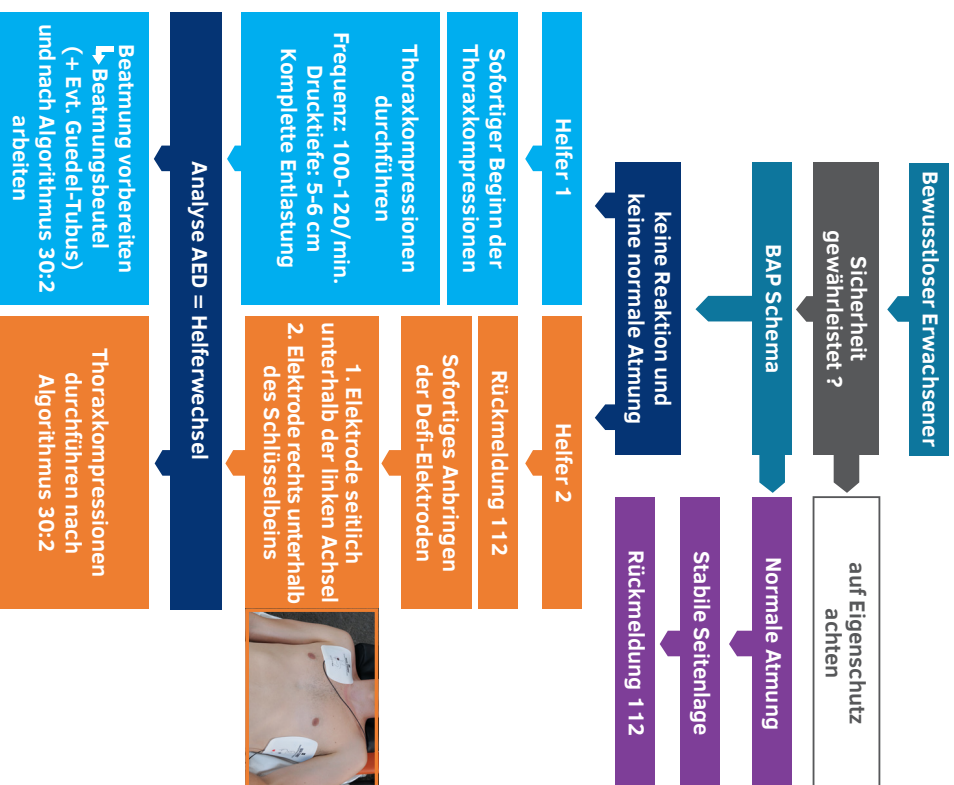 Bewusstloser Erwachsener
Sicherheit
gewährleistet ?
auf Eigenschutz
achten
BAP Schema
Normale Atmung
Stabile Seitenlage
Rückmeldung 112
keine Reaktion und
keine normale Atmung
Helfer 1
Sofortiger Beginn der
Thoraxkompressionen
Thoraxkompressionen
durchführen
Frequenz: 100-120/min.
Drucktiefe: 5-6 cm
Komplette Entlastung
Helfer 2
Rückmeldung 112
Sofortiges Anbringen
der Defi-Elektroden
1. Elektrode seitlich
unterhalb der linken Achsel
2. Elektrode rechts unterhalb
des Schlüsselbeins
Analyse AED = Helferwechsel
Beatmung vorbereiten
↳ Beatmungsbeutel
(+ Evt. Guedel-Tubus)
und nach Algorithmus 30:2
arbeiten
Thoraxkompressionen
durchführen nach
Algorithmus 30:2